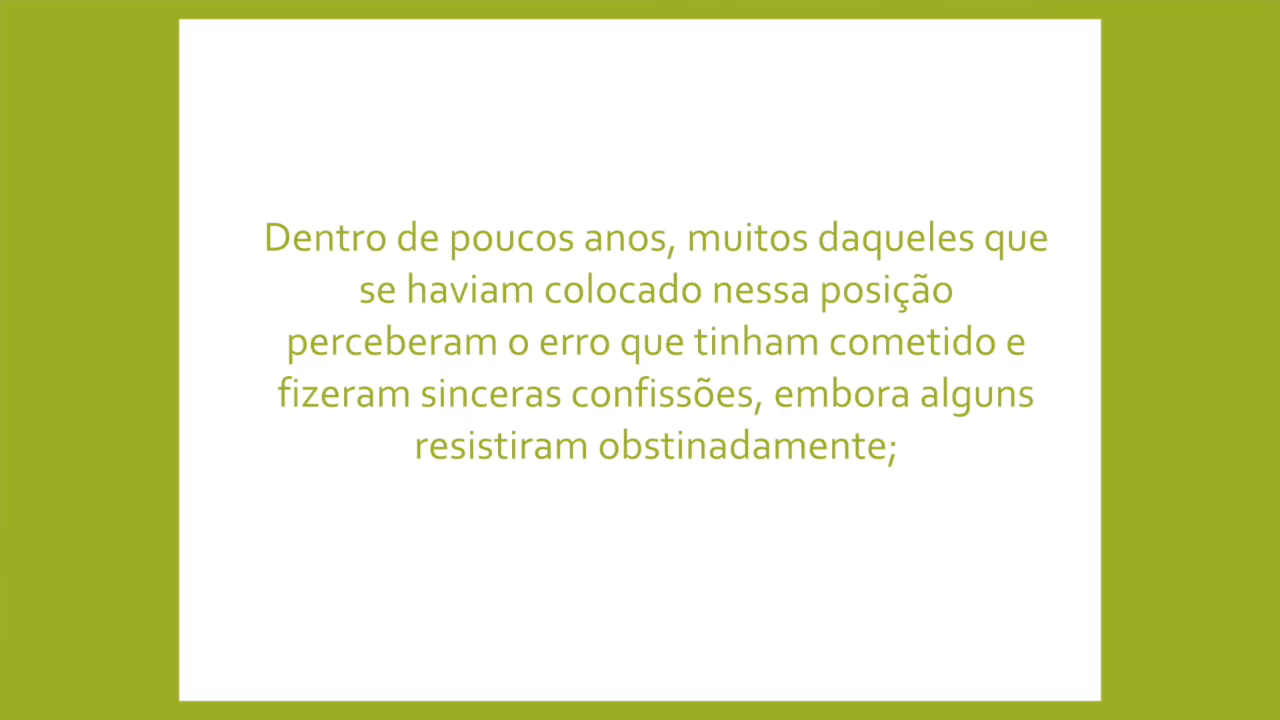 Dentro de poucos anos, muitos daqueles que
se haviam colocado nessa posição
perceberam o erro que tinham cometido e
fizeram sinceras confissões, embora alguns
resistiram obstinadamente;